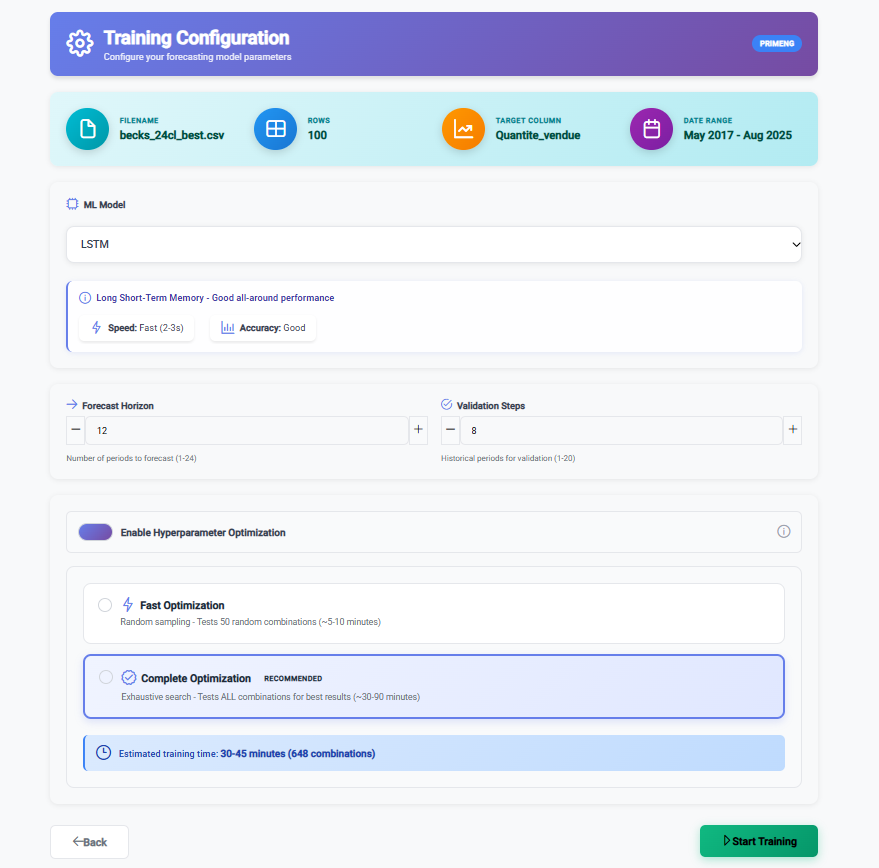 Training Configuration
Configure your forecasting model parameters
PRIMENG
FILENAME
becks_24cl_best.csv
ROWS
100
TARGET COLUMN
Quantite_vendue
DATE RANGE
May 2017 - Aug 2025
ML Model
LSTM
Long Short-Term Memory - Good all-around performance
Speed: Fast (2-3s)
Accuracy: Good
Forecast Horizon
12
Number of periods to forecast (1-24)
Validation Steps
8
Historical periods for validation (1-20)
Enable Hyperparameter Optimization
Fast Optimization
Random sampling - Tests 50 random combinations (~5-10 minutes)
Complete Optimization RECOMMENDED
Exhaustive search - Tests ALL combinations for best results (~30-90 minutes)
Estimated training time: 30-45 minutes (648 combinations)
Back
Start Training